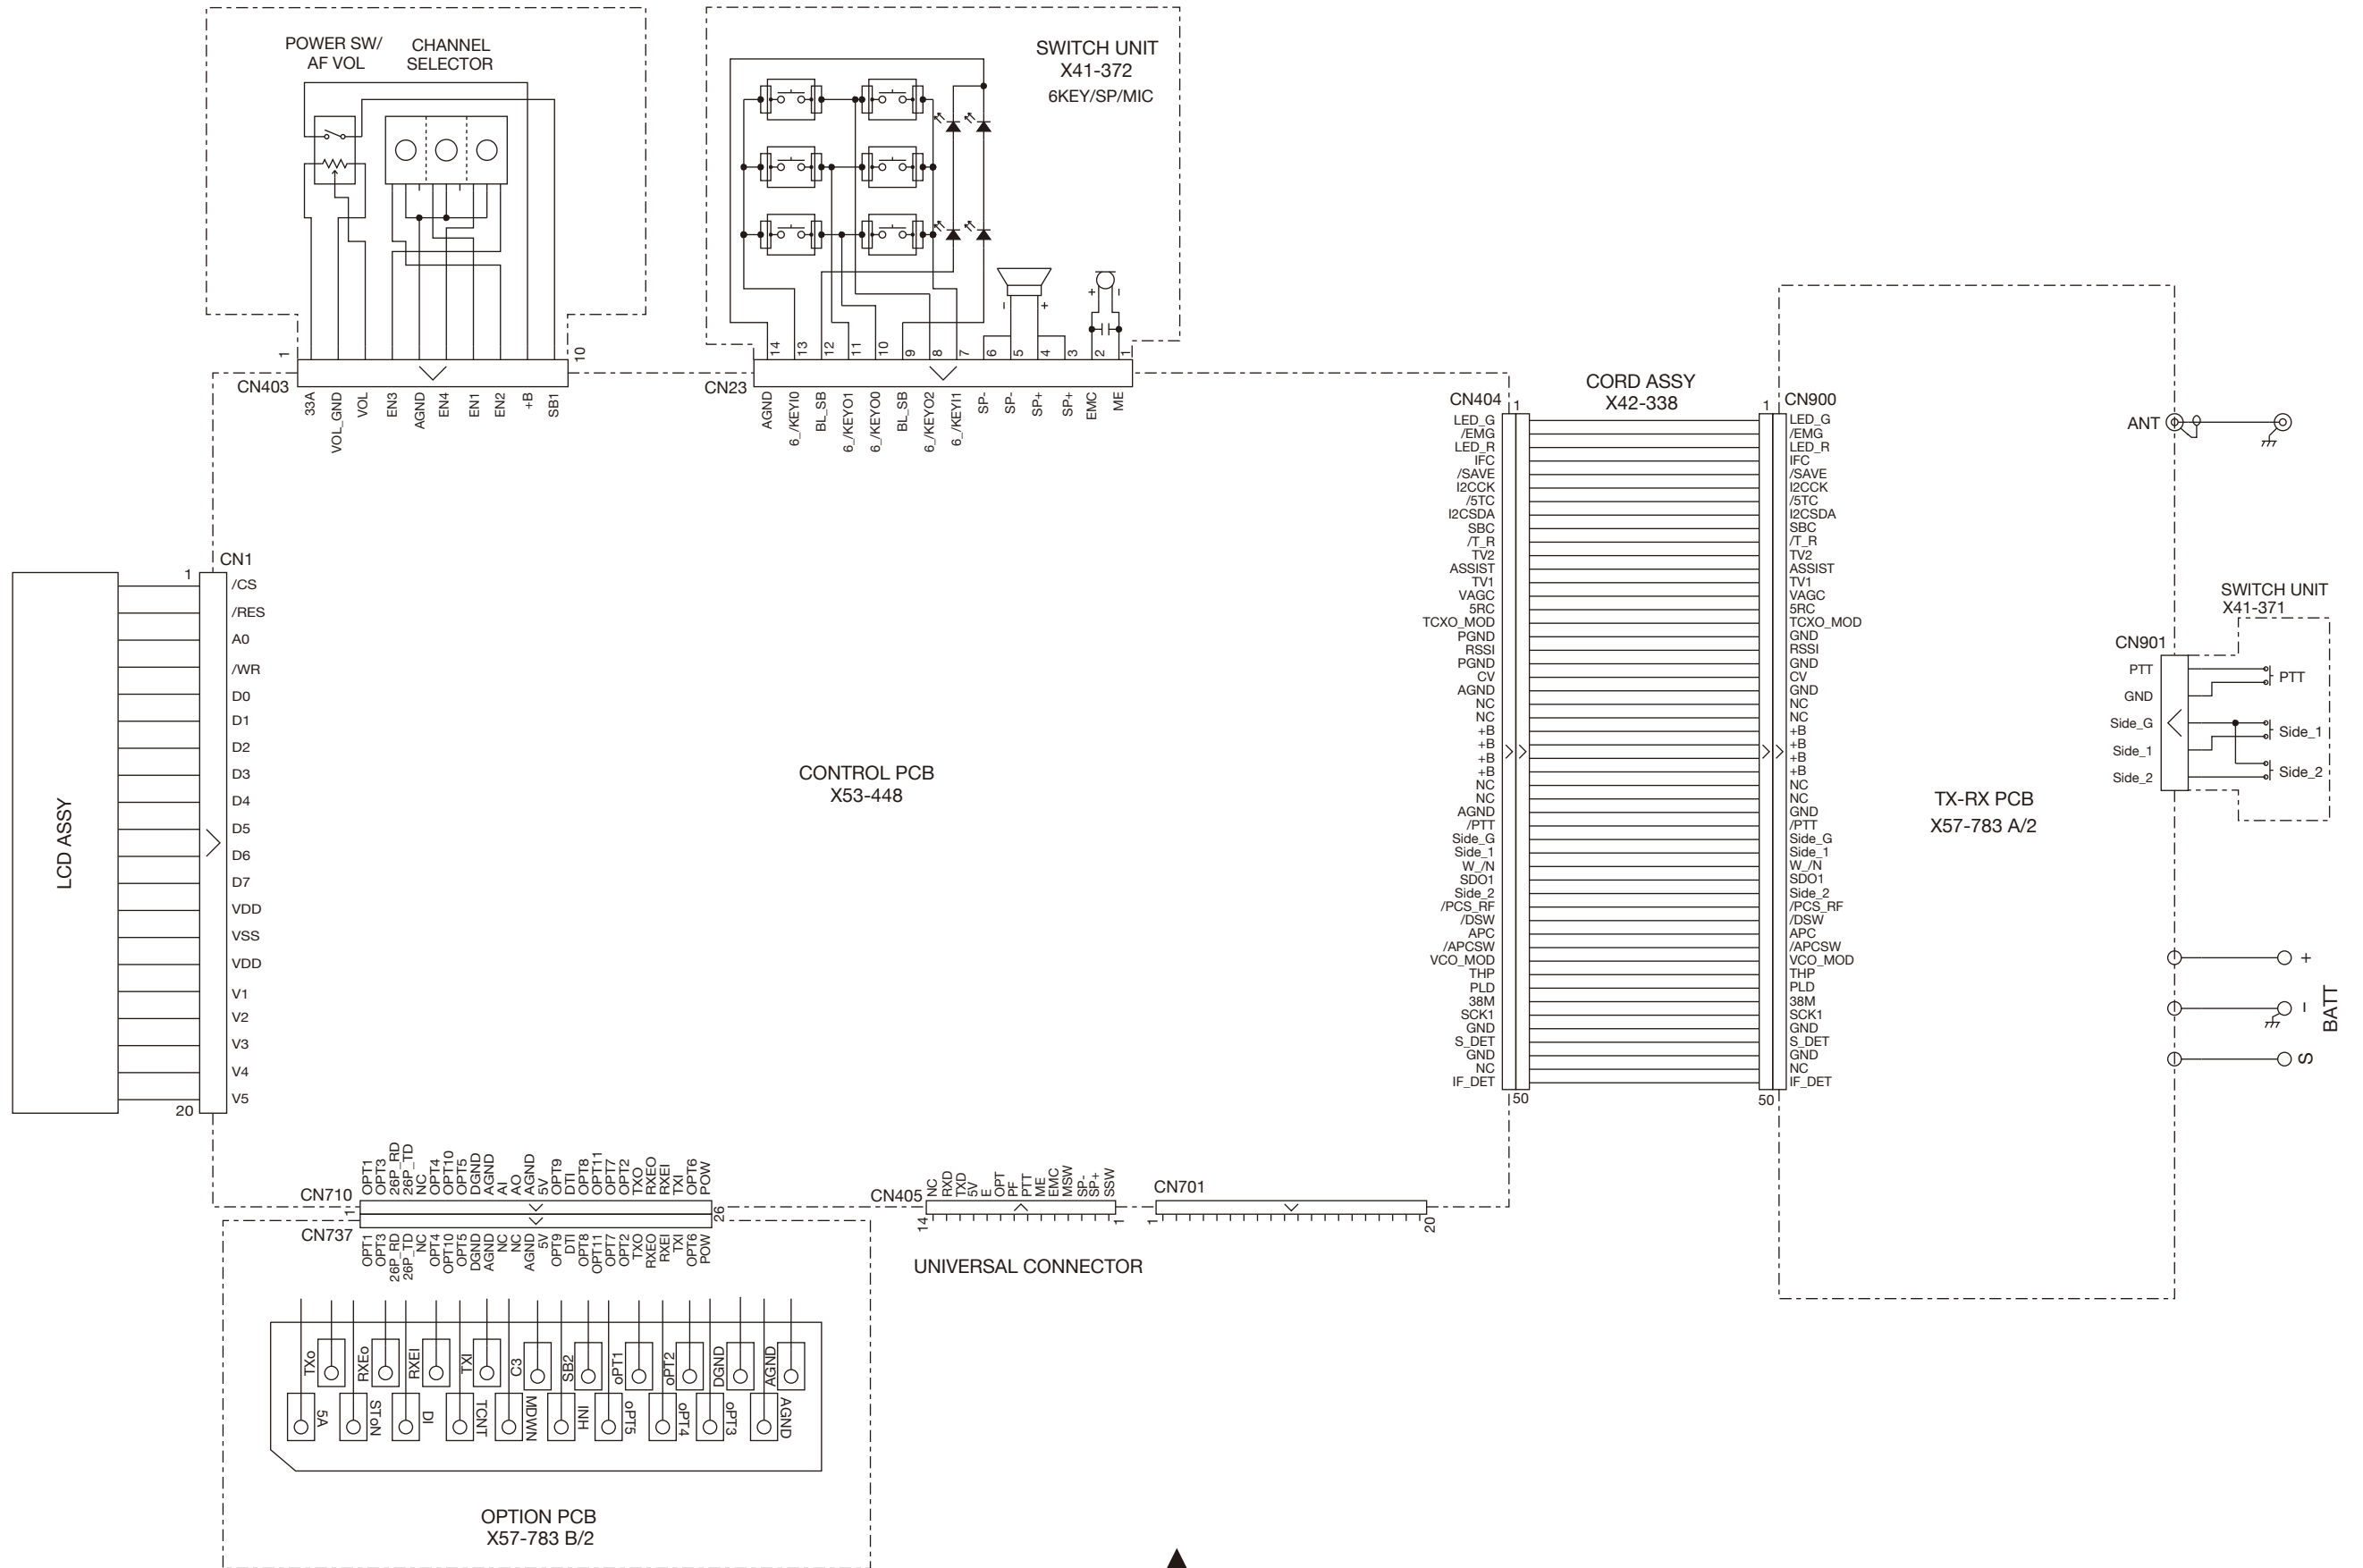 POWER SW/
AF VOL
CHANNEL
SELECTOR
SWITCH UNIT
X41-372
6KEY/SP/MIC
1
10
CN403
33A
VOL_GND
VOL
EN3
AGND
EN4
EN1
EN2
+B
SB1
− +
+ −
14
13
12
11
10
9
8
7
6
5
4
3
2
1
CN23
AGND
6_/KEYI0
BL_SB
6_/KEYO1
6_/KEYO0
BL_SB
6_/KEYO2
6_/KEYI1
SP-
SP-
SP+
SP+
EMC
ME
CORD ASSY
X42-338
CN404
1
LED_G
/EMG
LED_R
IFC
/SAVE
I2CCK
/5TC
I2CSDA
SBC
/T_R
TV2
ASSIST
TV1
VAGC
5RC
TCXO_MOD
PGND
RSSI
PGND
CV
AGND
NC
NC
+B
+B
+B
+B
NC
NC
AGND
/PTT
Side_G
Side_1
W_/N
SDO1
Side_2
/PCS_RF
/DSW
APC
/APCSW
VCO_MOD
THP
PLD
38M
SCK1
GND
S_DET
GND
NC
IF_DET
50
1
CN900
LED_G
/EMG
LED_R
IFC
/SAVE
I2CCK
/5TC
I2CSDA
SBC
/T_R
TV2
ASSIST
TV1
VAGC
5RC
TCXO_MOD
GND
RSSI
GND
CV
GND
NC
NC
+B
+B
+B
+B
NC
NC
GND
/PTT
Side_G
Side_1
W_/N
SDO1
Side_2
/PCS_RF
/DSW
APC
/APCSW
VCO_MOD
THP
PLD
38M
SCK1
GND
S_DET
GND
NC
IF_DET
50
ANT
SWITCH UNIT
X41-371
CN901
PTT
GND
Side_G
Side_1
Side_2
PTT
Side_1
Side_2
TX-RX PCB
X57-783 A/2
+
−
S
BATT
LCD ASSY
CN1
1
/CS
/RES
A0
/WR
D0
D1
D2
D3
D4
D5
D6
D7
VDD
VSS
VDD
V1
V2
V3
V4
V5
20
CONTROL PCB
X53-448
CN710
OPT1
OPT3
26P_RD
26P_TD
NC
OPT4
OPT10
OPT5
DGND
AGND
AI
AO
AGND
5V
OPT9
DTI
OPT8
OPT11
OPT7
OPT2
TXO
RXEO
RXEI
TXI
OPT6
POW
1
26
CN737
OPT1
OPT3
26P_RD
26P_TD
NC
OPT4
OPT10
OPT5
DGND
AGND
NC
NC
AGND
5V
OPT9
DTI
OPT8
OPT11
OPT7
OPT2
TXO
RXEO
RXEI
TXI
OPT6
POW
CN405
NC
RXD
TXD
5V
E
OPT
PF
PTT
ME
EMC
MSW
SP-
SP+
SSW
14
1
CN701
1
20
UNIVERSAL CONNECTOR
TXo
RXEo
RXEI
TXI
C3
SB2
oPT1
oPT2
DGND
AGND
5A
SToN
DI
TCNT
MDWN
INH
oPT5
oPT4
oPT3
AGND
OPTION PCB
X57-783 B/2